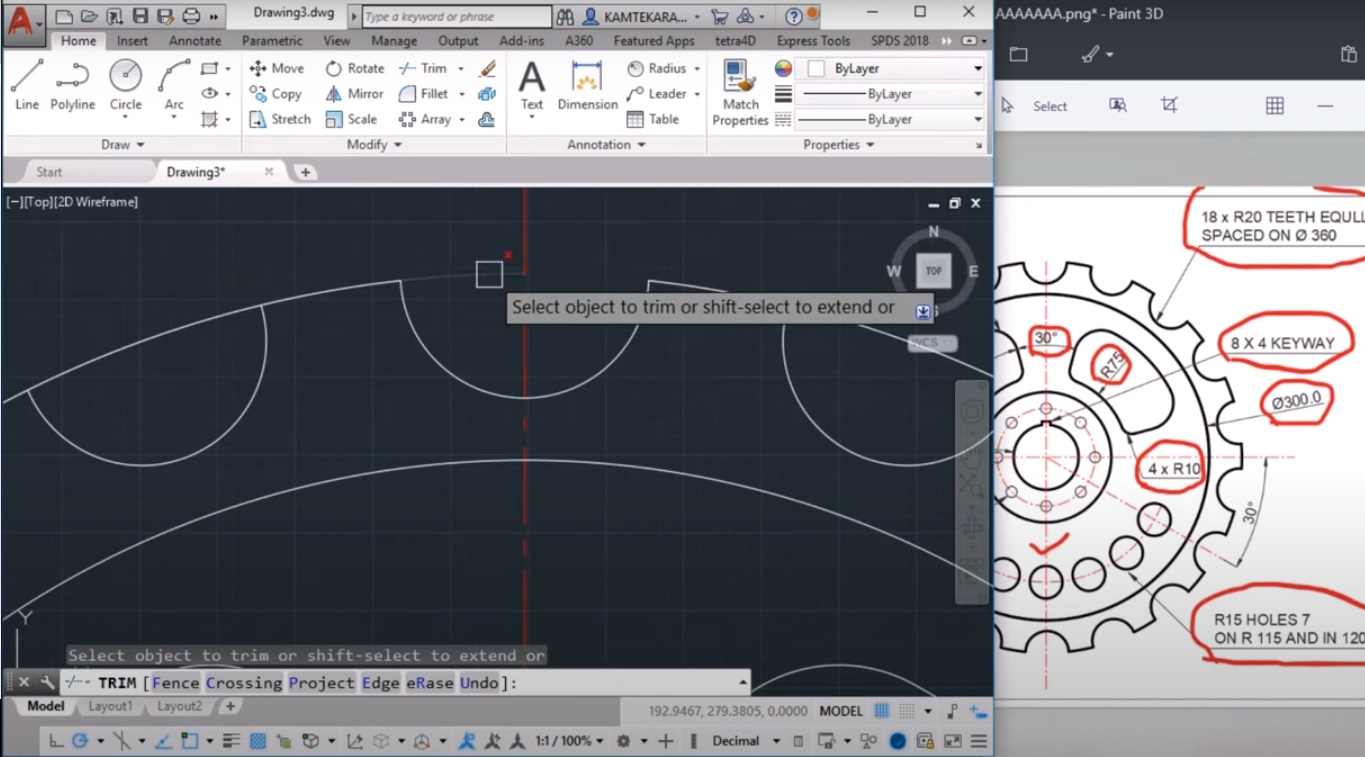 Drawing3.dwg
Type a keyword or phrase
KAMTEKARA...
Home Insert Annotate Parametric View Manage Output Add-ins A360 Featured Apps tetra4D Express Tools SPDS 2018
Line Polyline Circle Arc
Move Rotate Trim
Copy Mirror Fillet
Stretch Scale Array
Text Dimension
Radius
Leader
Table
Match
Properties
ByLayer
ByLayer
ByLayer
Draw Modify Annotation Properties
Start Drawing3* +
[−][Top][2D Wireframe]
N
W TOP E
S
WCS
Select object to trim or shift-select to extend or
Y
Select object to trim or shift-select to extend or
TRIM [Fence Crossing Project Edge eRase Undo]:
Model Layout1 Layout2 +
192.9467, 279.3805, 0.0000 MODEL
1:1 / 100% Decimal
AAAAAAA.png* - Paint 3D
Select
18 x R20 TEETH EQULL
SPACED ON Ø 360
30°
8 X 4 KEYWAY
R75
Ø300.0
4 x R10
30°
R15 HOLES 7
ON R 115 AND IN 120